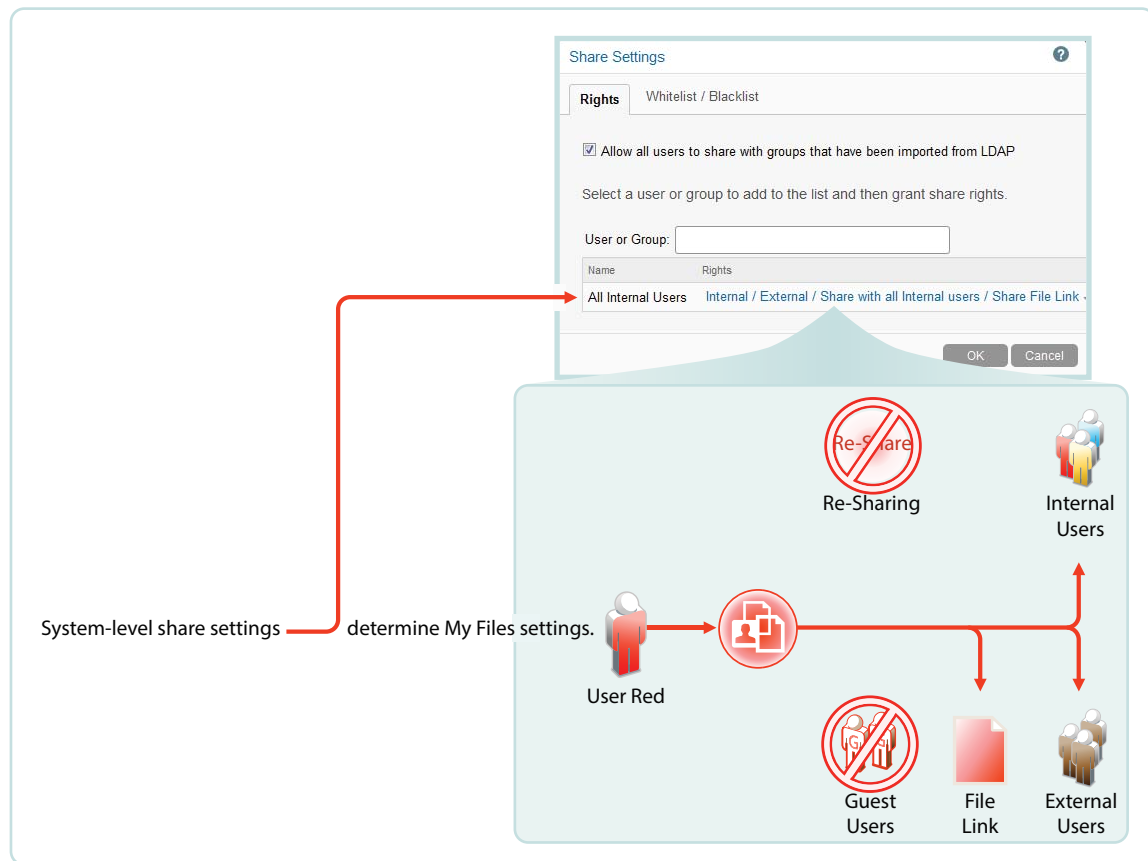 Share Settings
?
Rights
Whitelist / Blacklist
Allow all users to share with groups that have been imported from LDAP
Select a user or group to add to the list and then grant share rights.
User or Group:
Name Rights
All Internal Users Internal / External / Share with all Internal users / Share File Link
OK Cancel
Re-Share
Re-Sharing
Internal
Users
System-level share settings determine My Files settings.
User Red
G
Guest
Users
File
Link
External
Users